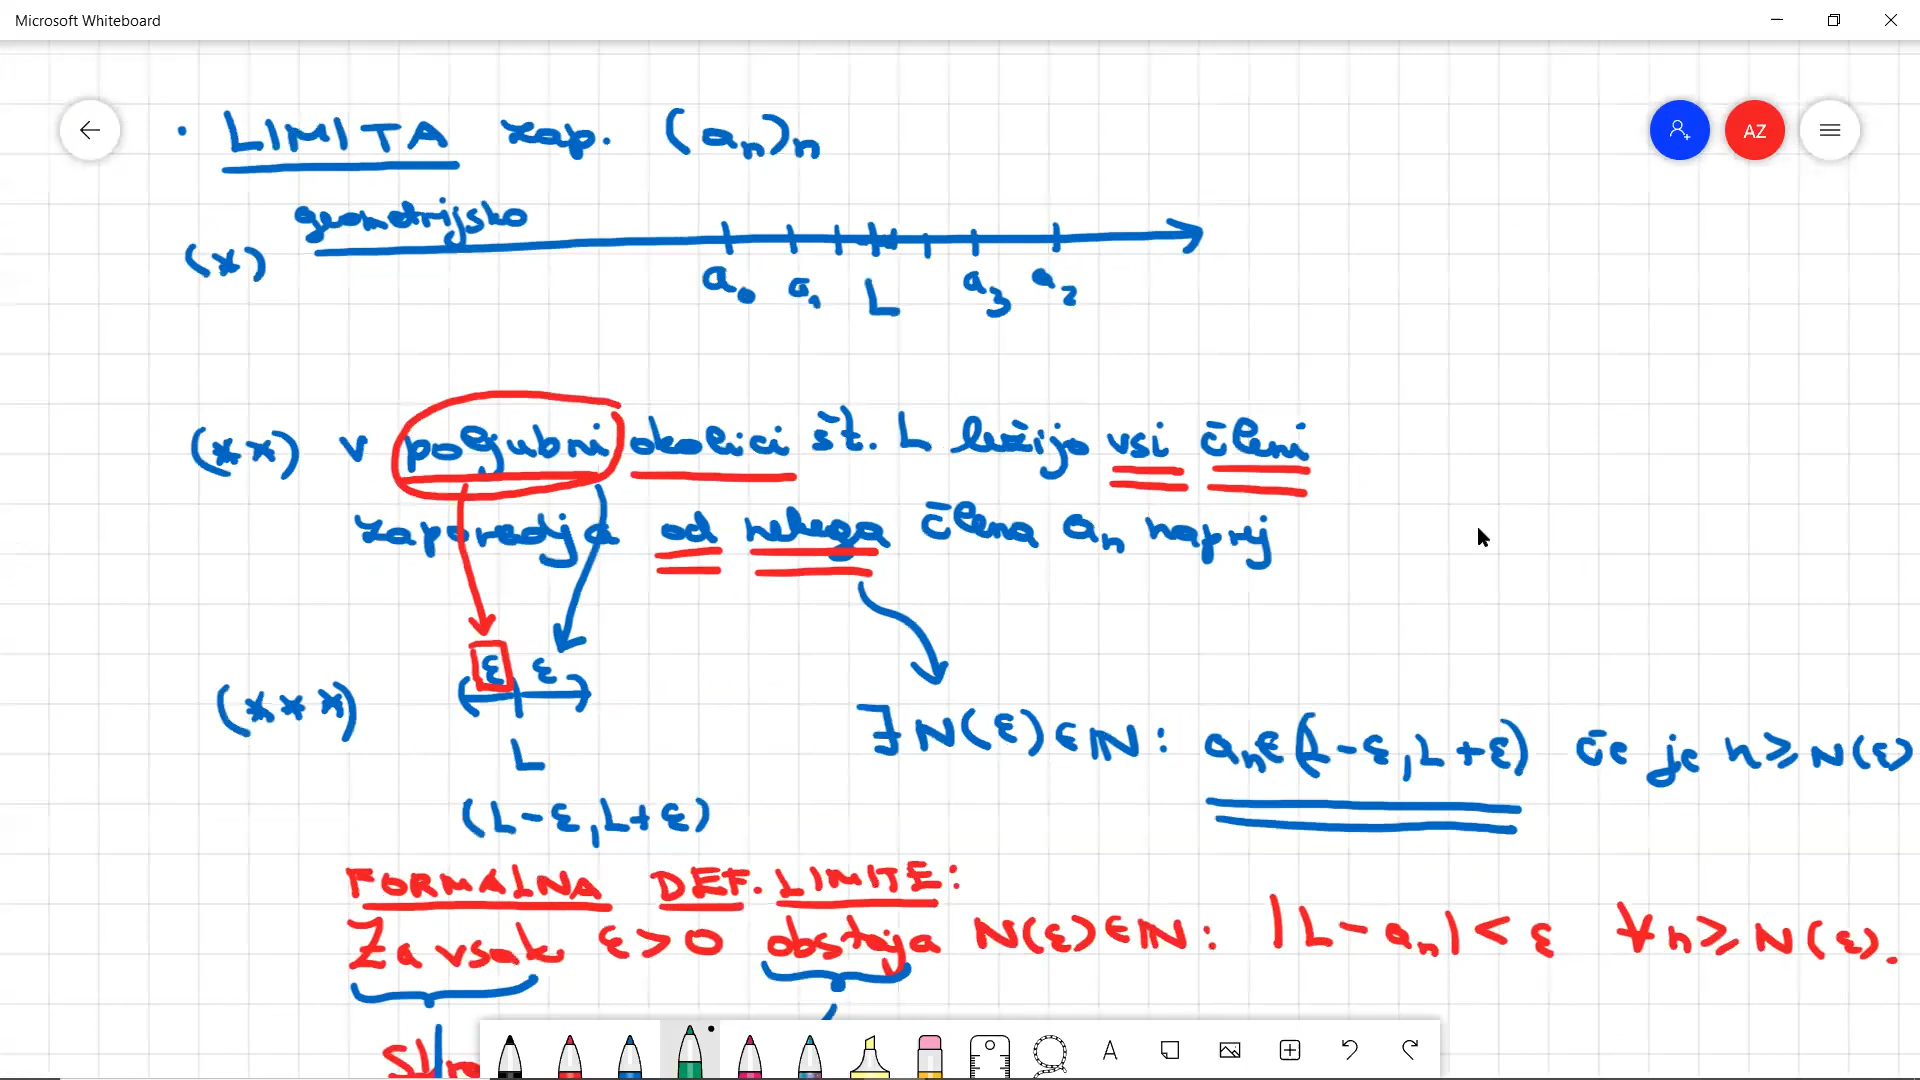 Microsoft Whiteboard
• LIMITA zap. (aₙ)ₙ
AZ
geometrijsko
(*)
a₀ a₁ L a₃ a₂
(**) v poljubni okolici št. L ležijo vsi členi
zaporedja od nekega člena aₙ naprej
ε ε
(***)
L
∃ N(ε) ∈ ℕ : aₙ ∈ (L-ε, L+ε) če je n ≥ N(ε)
(L-ε, L+ε)
FORMALNA DEF. LIMITE:
Za vsak ε > 0 obstaja N(ε) ∈ ℕ : |L - aₙ| < ε ∀n ≥ N(ε).